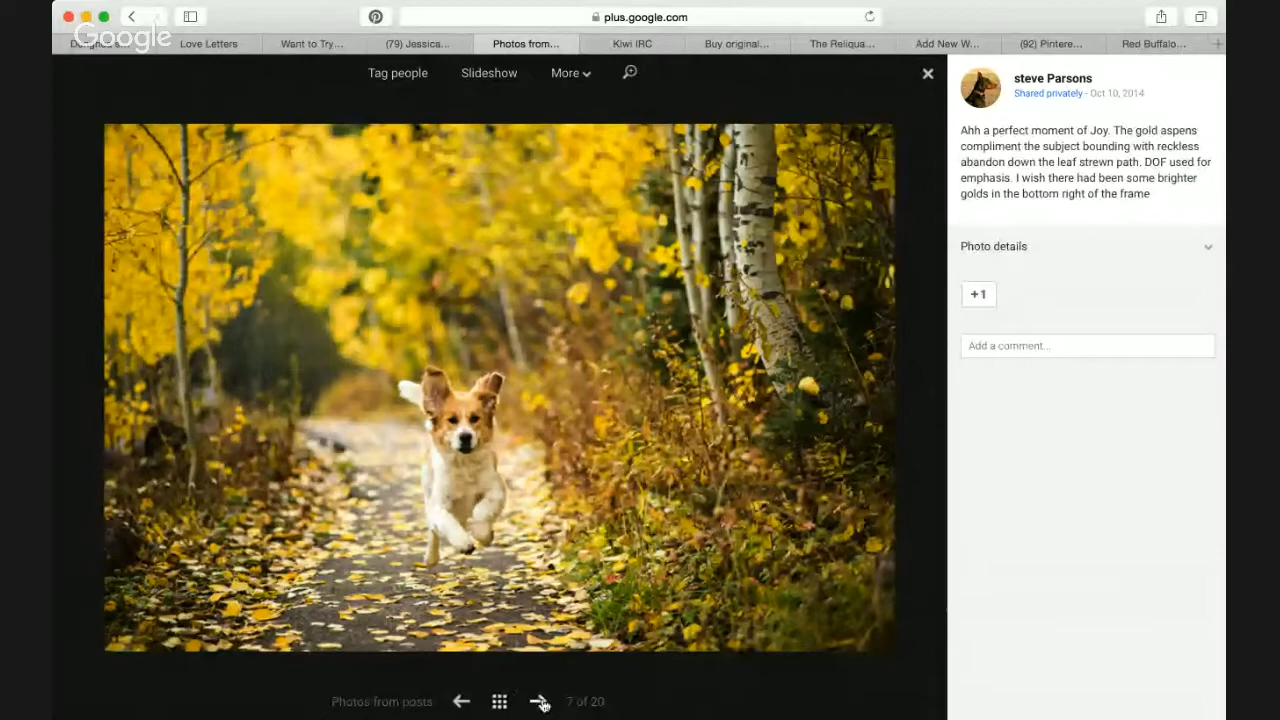 plus.google.com
Google
Love Letters
Want to Try...
(79) Jessica...
Photos from...
Kiwi IRC
Buy original...
The Reliqua...
Add New W...
(92) Pintere...
Red Buffalo...
Tag people
Slideshow
More
steve Parsons
Shared privately - Oct 10, 2014
Ahh a perfect moment of Joy. The gold aspens
compliment the subject bounding with reckless
abandon down the leaf strewn path. DOF used for
emphasis. I wish there had been some brighter
golds in the bottom right of the frame
Photo details
+1
Add a comment...
Photos from posts
7 of 20